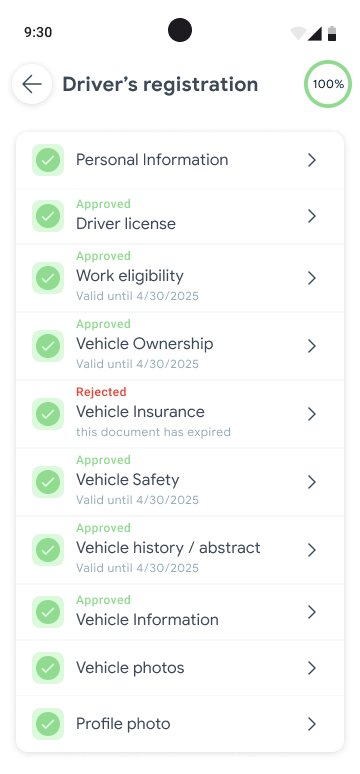 9:30
Driver's registration
100%
Personal Information
Approved
Driver license
Approved
Work eligibility
Valid until 4/30/2025
Approved
Vehicle Ownership
Valid until 4/30/2025
Rejected
Vehicle Insurance
this document has expired
Approved
Vehicle Safety
Valid until 4/30/2025
Approved
Vehicle history / abstract
Valid until 4/30/2025
Approved
Vehicle Information
Vehicle photos
Profile photo